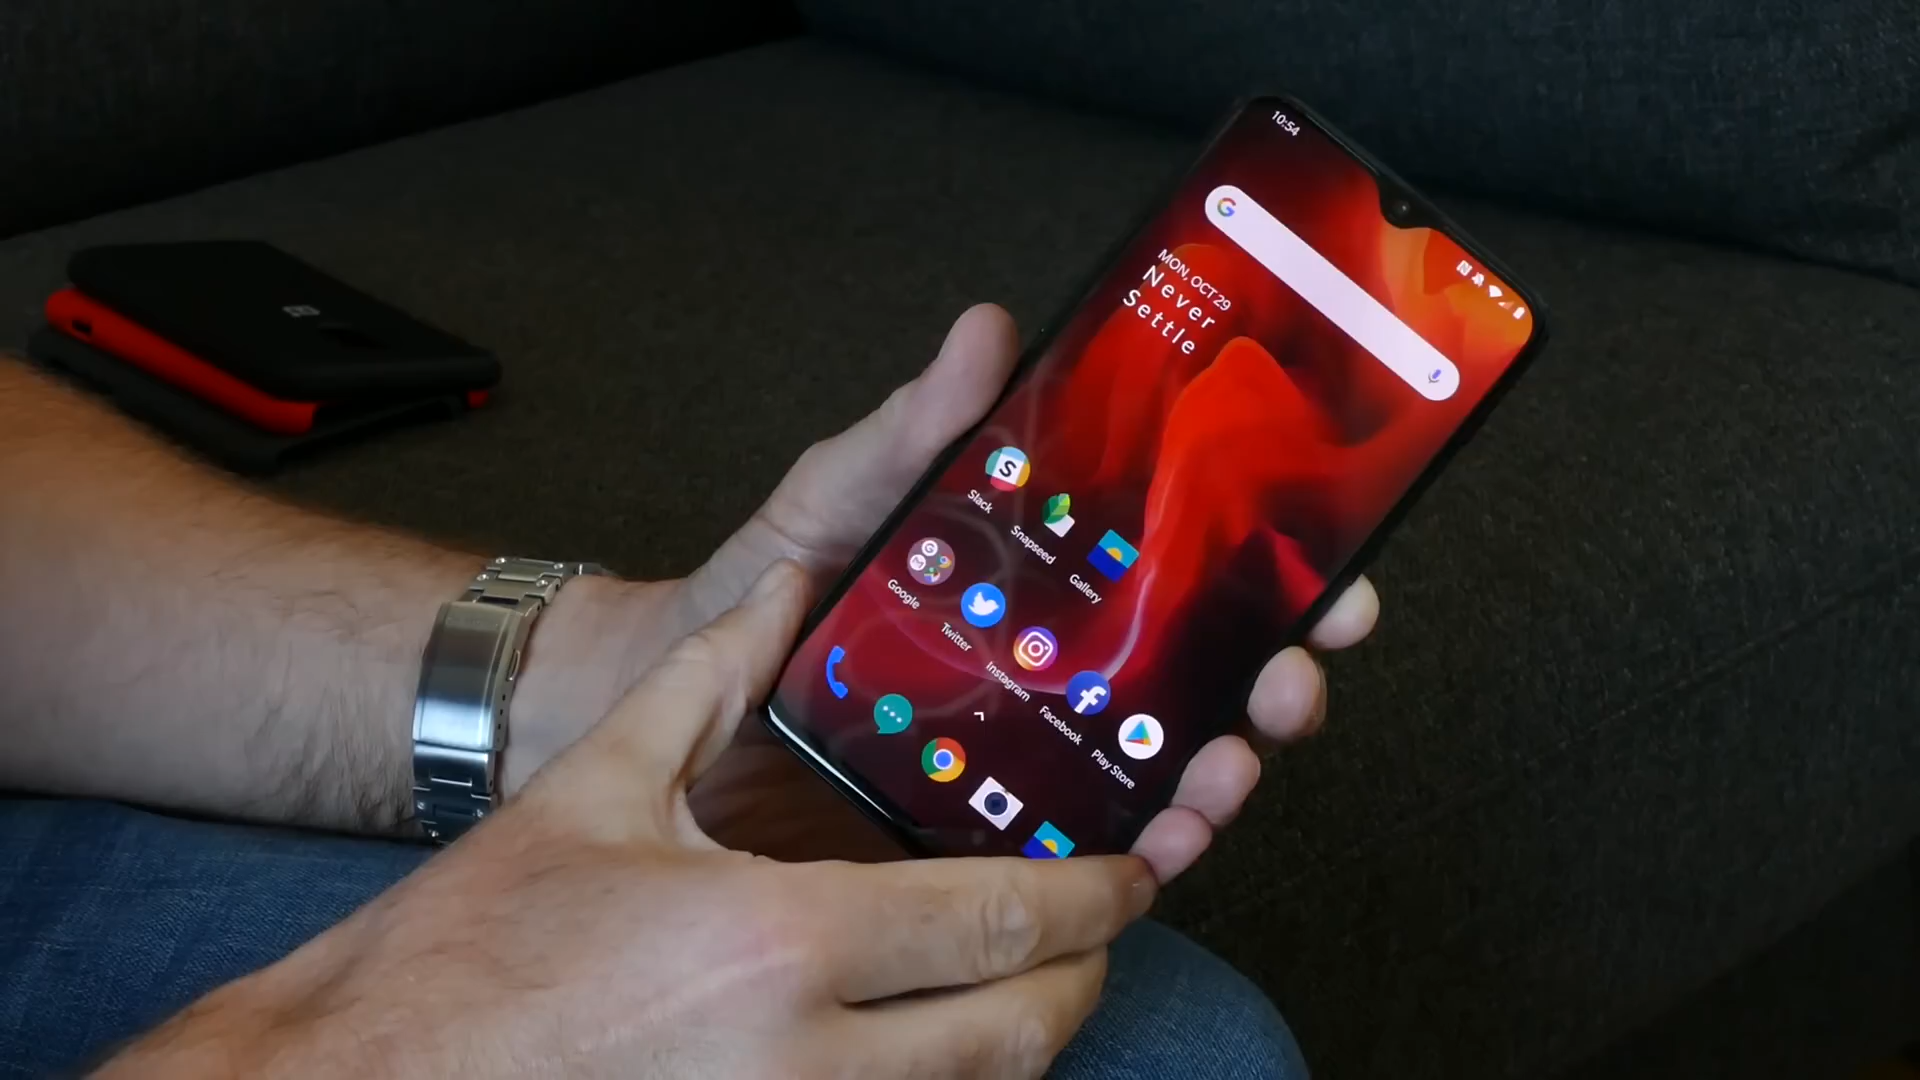 10:54
MON, OCT 29
Never
Settle
Slack
Snapseed
Gallery
Google
Twitter
Instagram
Facebook
Play Store